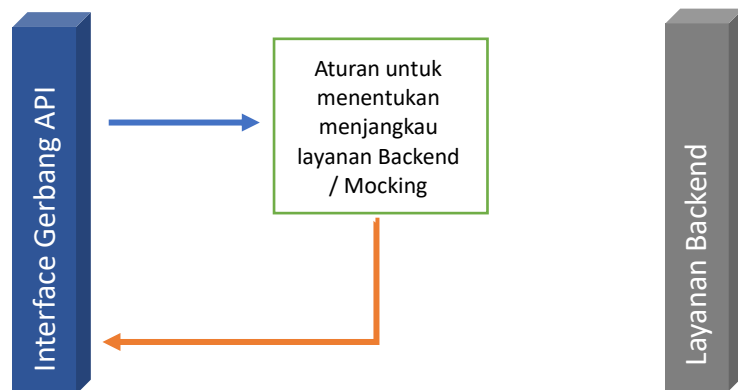 Interface Gerbang API
Aturan untuk
menentukan
menjangkau
layanan Backend
/ Mocking
Layanan Backend